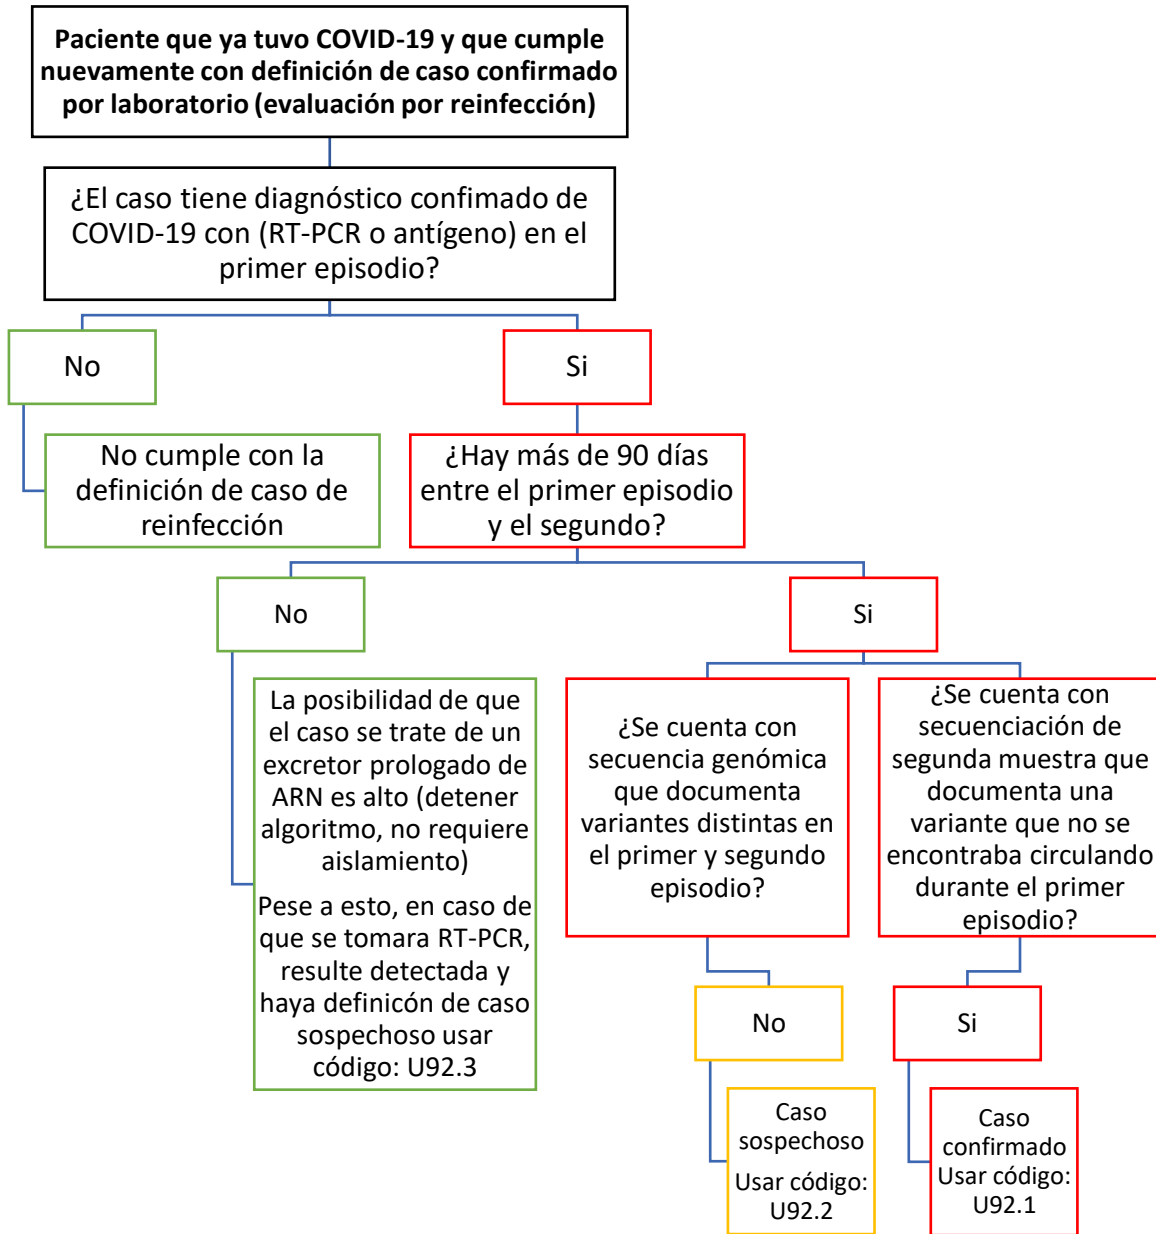 Paciente que ya tuvo COVID-19 y que cumple
nuevamente con definición de caso confirmado
por laboratorio (evaluación por reinfección)
¿El caso tiene diagnóstico confimado de
COVID-19 con (RT-PCR o antígeno) en el
primer episodio?
No
Si
No cumple con la
definición de caso de
reinfección
¿Hay más de 90 días
entre el primer episodio
y el segundo?
No
Si
La posibilidad de que
el caso se trate de un
excretor prologado de
ARN es alto (detener
algoritmo, no requiere
aislamiento)
Pese a esto, en caso de
que se tomara RT-PCR,
resulte detectada y
haya definicón de caso
sospechoso usar
código: U92.3
¿Se cuenta con
secuencia genómica
que documenta
variantes distintas en
el primer y segundo
episodio?
¿Se cuenta con
secuenciación de
segunda muestra que
documenta una
variante que no se
encontraba circulando
durante el primer
episodio?
No
Si
Caso
sospechoso
Usar código:
U92.2
Caso
confirmado
Usar código:
U92.1